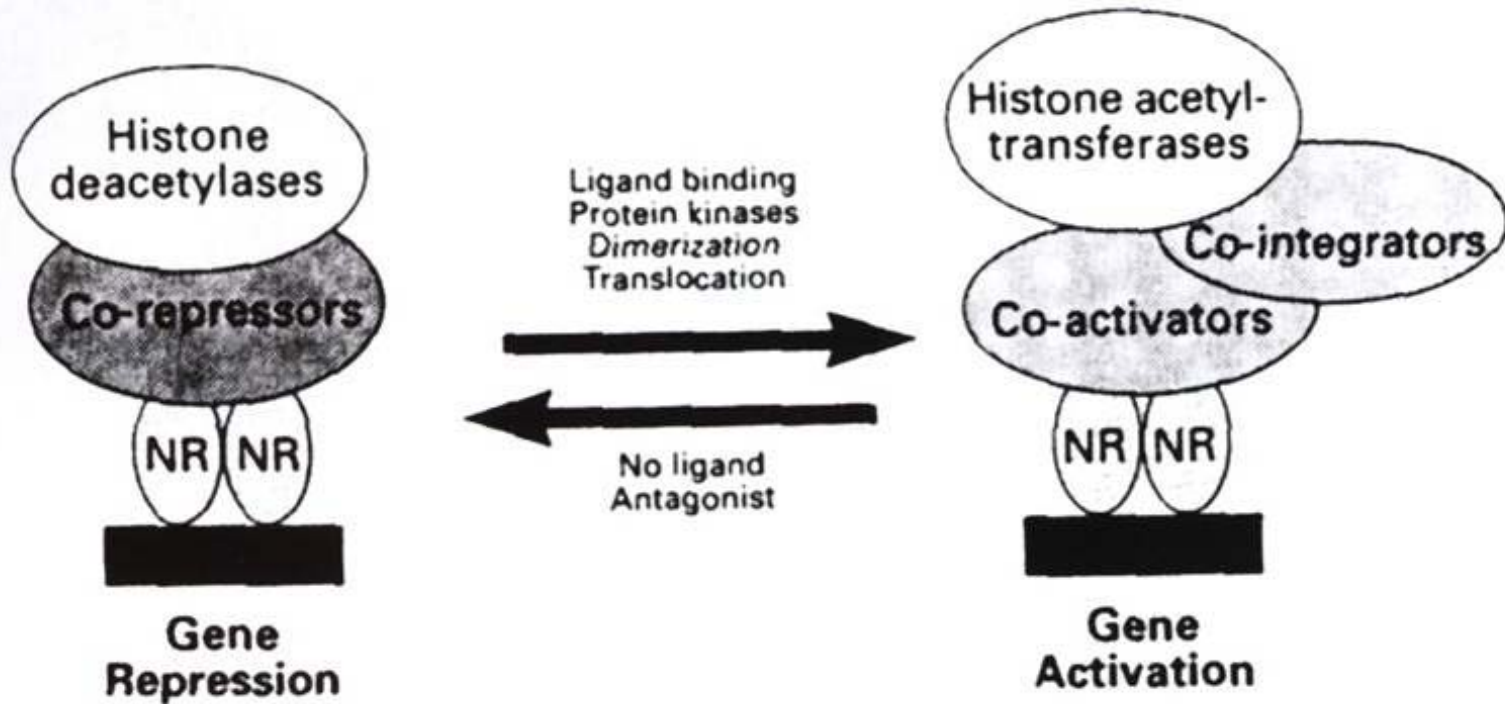 Histone
deacetylases
Co-repressors
NR NR
Gene
Repression
Ligand binding
Protein kinases
Dimerization
Translocation
No ligand
Antagonist
Histone acetyl-
transferases
Co-integrators
Co-activators
NR NR
Gene
Activation